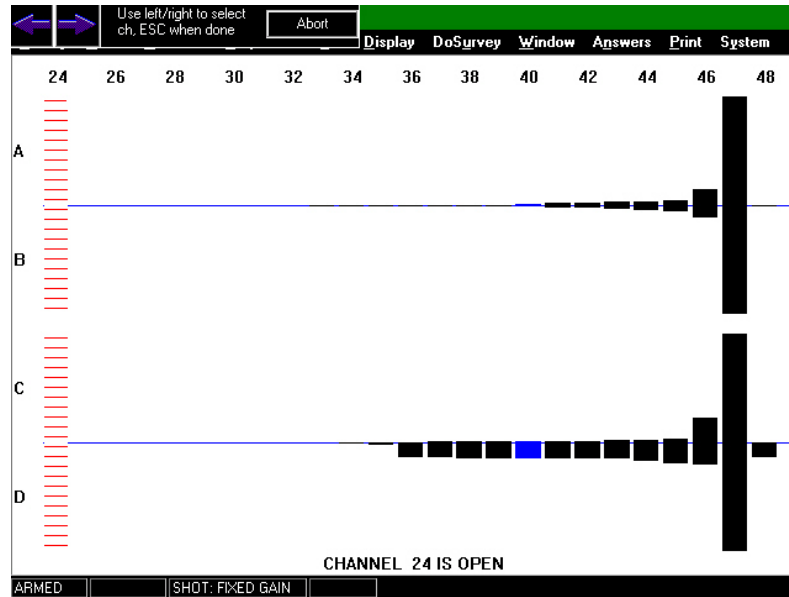 Use left/right to select
ch, ESC when done
Abort
Display DoSurvey Window Answers Print System
24 26 28 30 32 34 36 38 40 42 44 46 48
A
B
C
D
CHANNEL 24 IS OPEN
ARMED SHOT: FIXED GAIN